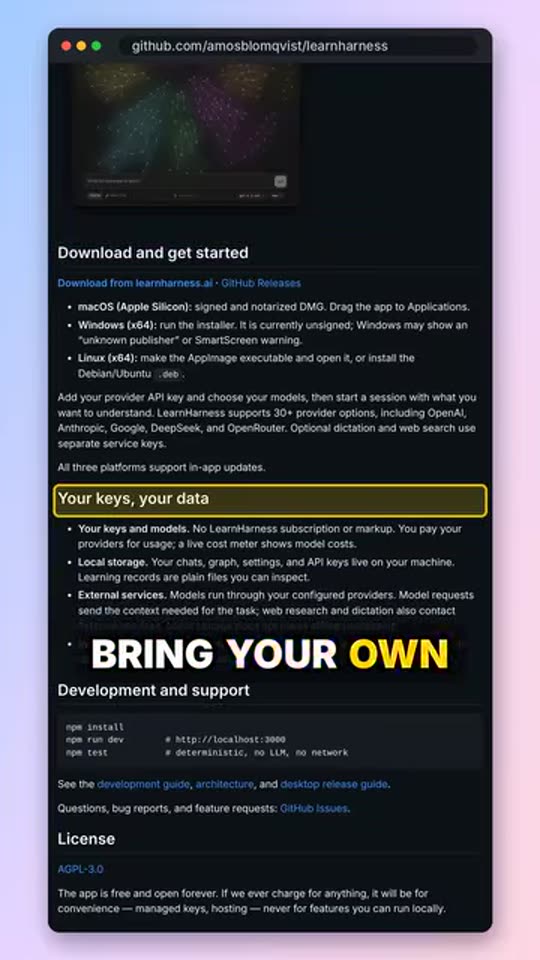 github.com/amosblomqvist/learnharness
Download and get started
Download from learnharness.ai · GitHub Releases
• macOS (Apple Silicon): signed and notarized DMG. Drag the app to Applications.
• Windows (x64): run the installer. It is currently unsigned; Windows may show an
"unknown publisher" or SmartScreen warning.
• Linux (x64): make the AppImage executable and open it, or install the
Debian/Ubuntu .deb .
Add your provider API key and choose your models, then start a session with what you
want to understand. LearnHarness supports 30+ provider options, including OpenAI,
Anthropic, Google, DeepSeek, and OpenRouter. Optional dictation and web search use
separate service keys.
All three platforms support in-app updates.
Your keys, your data
• Your keys and models. No LearnHarness subscription or markup. You pay your
providers for usage; a live cost meter shows model costs.
• Local storage. Your chats, graph, settings, and API keys live on your machine.
Learning records are plain files you can inspect.
• External services. Models run through your configured providers. Model requests
send the context needed for the task; web research and dictation also contact
BRING YOUR OWN
Development and support
npm install
npm run dev # http://localhost:3000
npm test # deterministic, no LLM, no network
See the development guide, architecture, and desktop release guide.
Questions, bug reports, and feature requests: GitHub Issues.
License
AGPL-3.0
The app is free and open forever. If we ever charge for anything, it will be for
convenience — managed keys, hosting — never for features you can run locally.